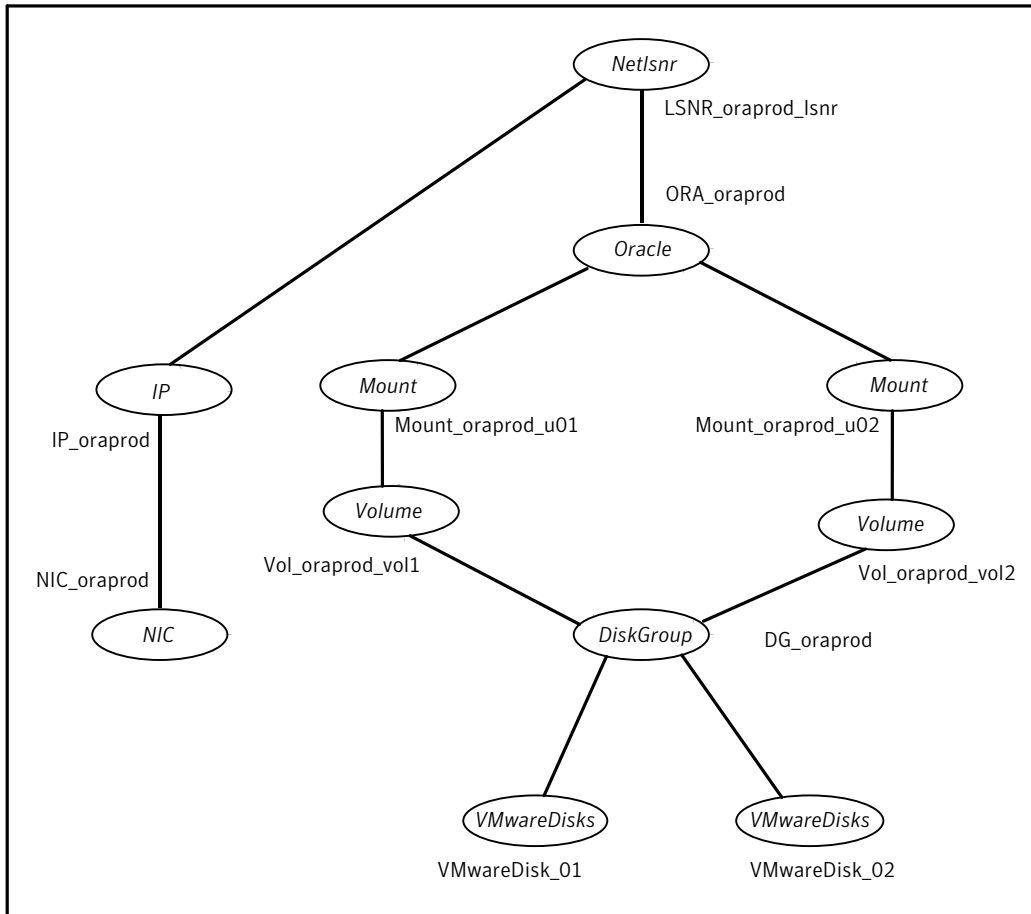 Netlsnr
LSNR_oraprod_lsnr
ORA_oraprod
Oracle
IP
Mount
Mount
IP_oraprod
Mount_oraprod_u01
Mount_oraprod_u02
Volume
Volume
Vol_oraprod_vol1
Vol_oraprod_vol2
NIC_oraprod
NIC
DiskGroup
DG_oraprod
VMwareDisks
VMwareDisks
VMwareDisk_01
VMwareDisk_02